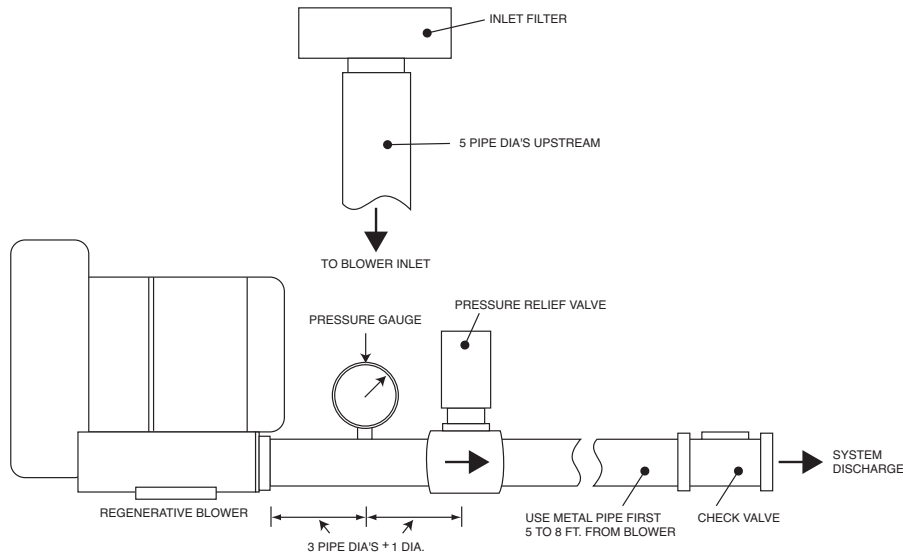 INLET FILTER
5 PIPE DIA'S UPSTREAM
TO BLOWER INLET
PRESSURE RELIEF VALVE
PRESSURE GAUGE
SYSTEM
DISCHARGE
REGENERATIVE BLOWER
USE METAL PIPE FIRST
5 TO 8 FT. FROM BLOWER
CHECK VALVE
3 PIPE DIA'S + 1 DIA.